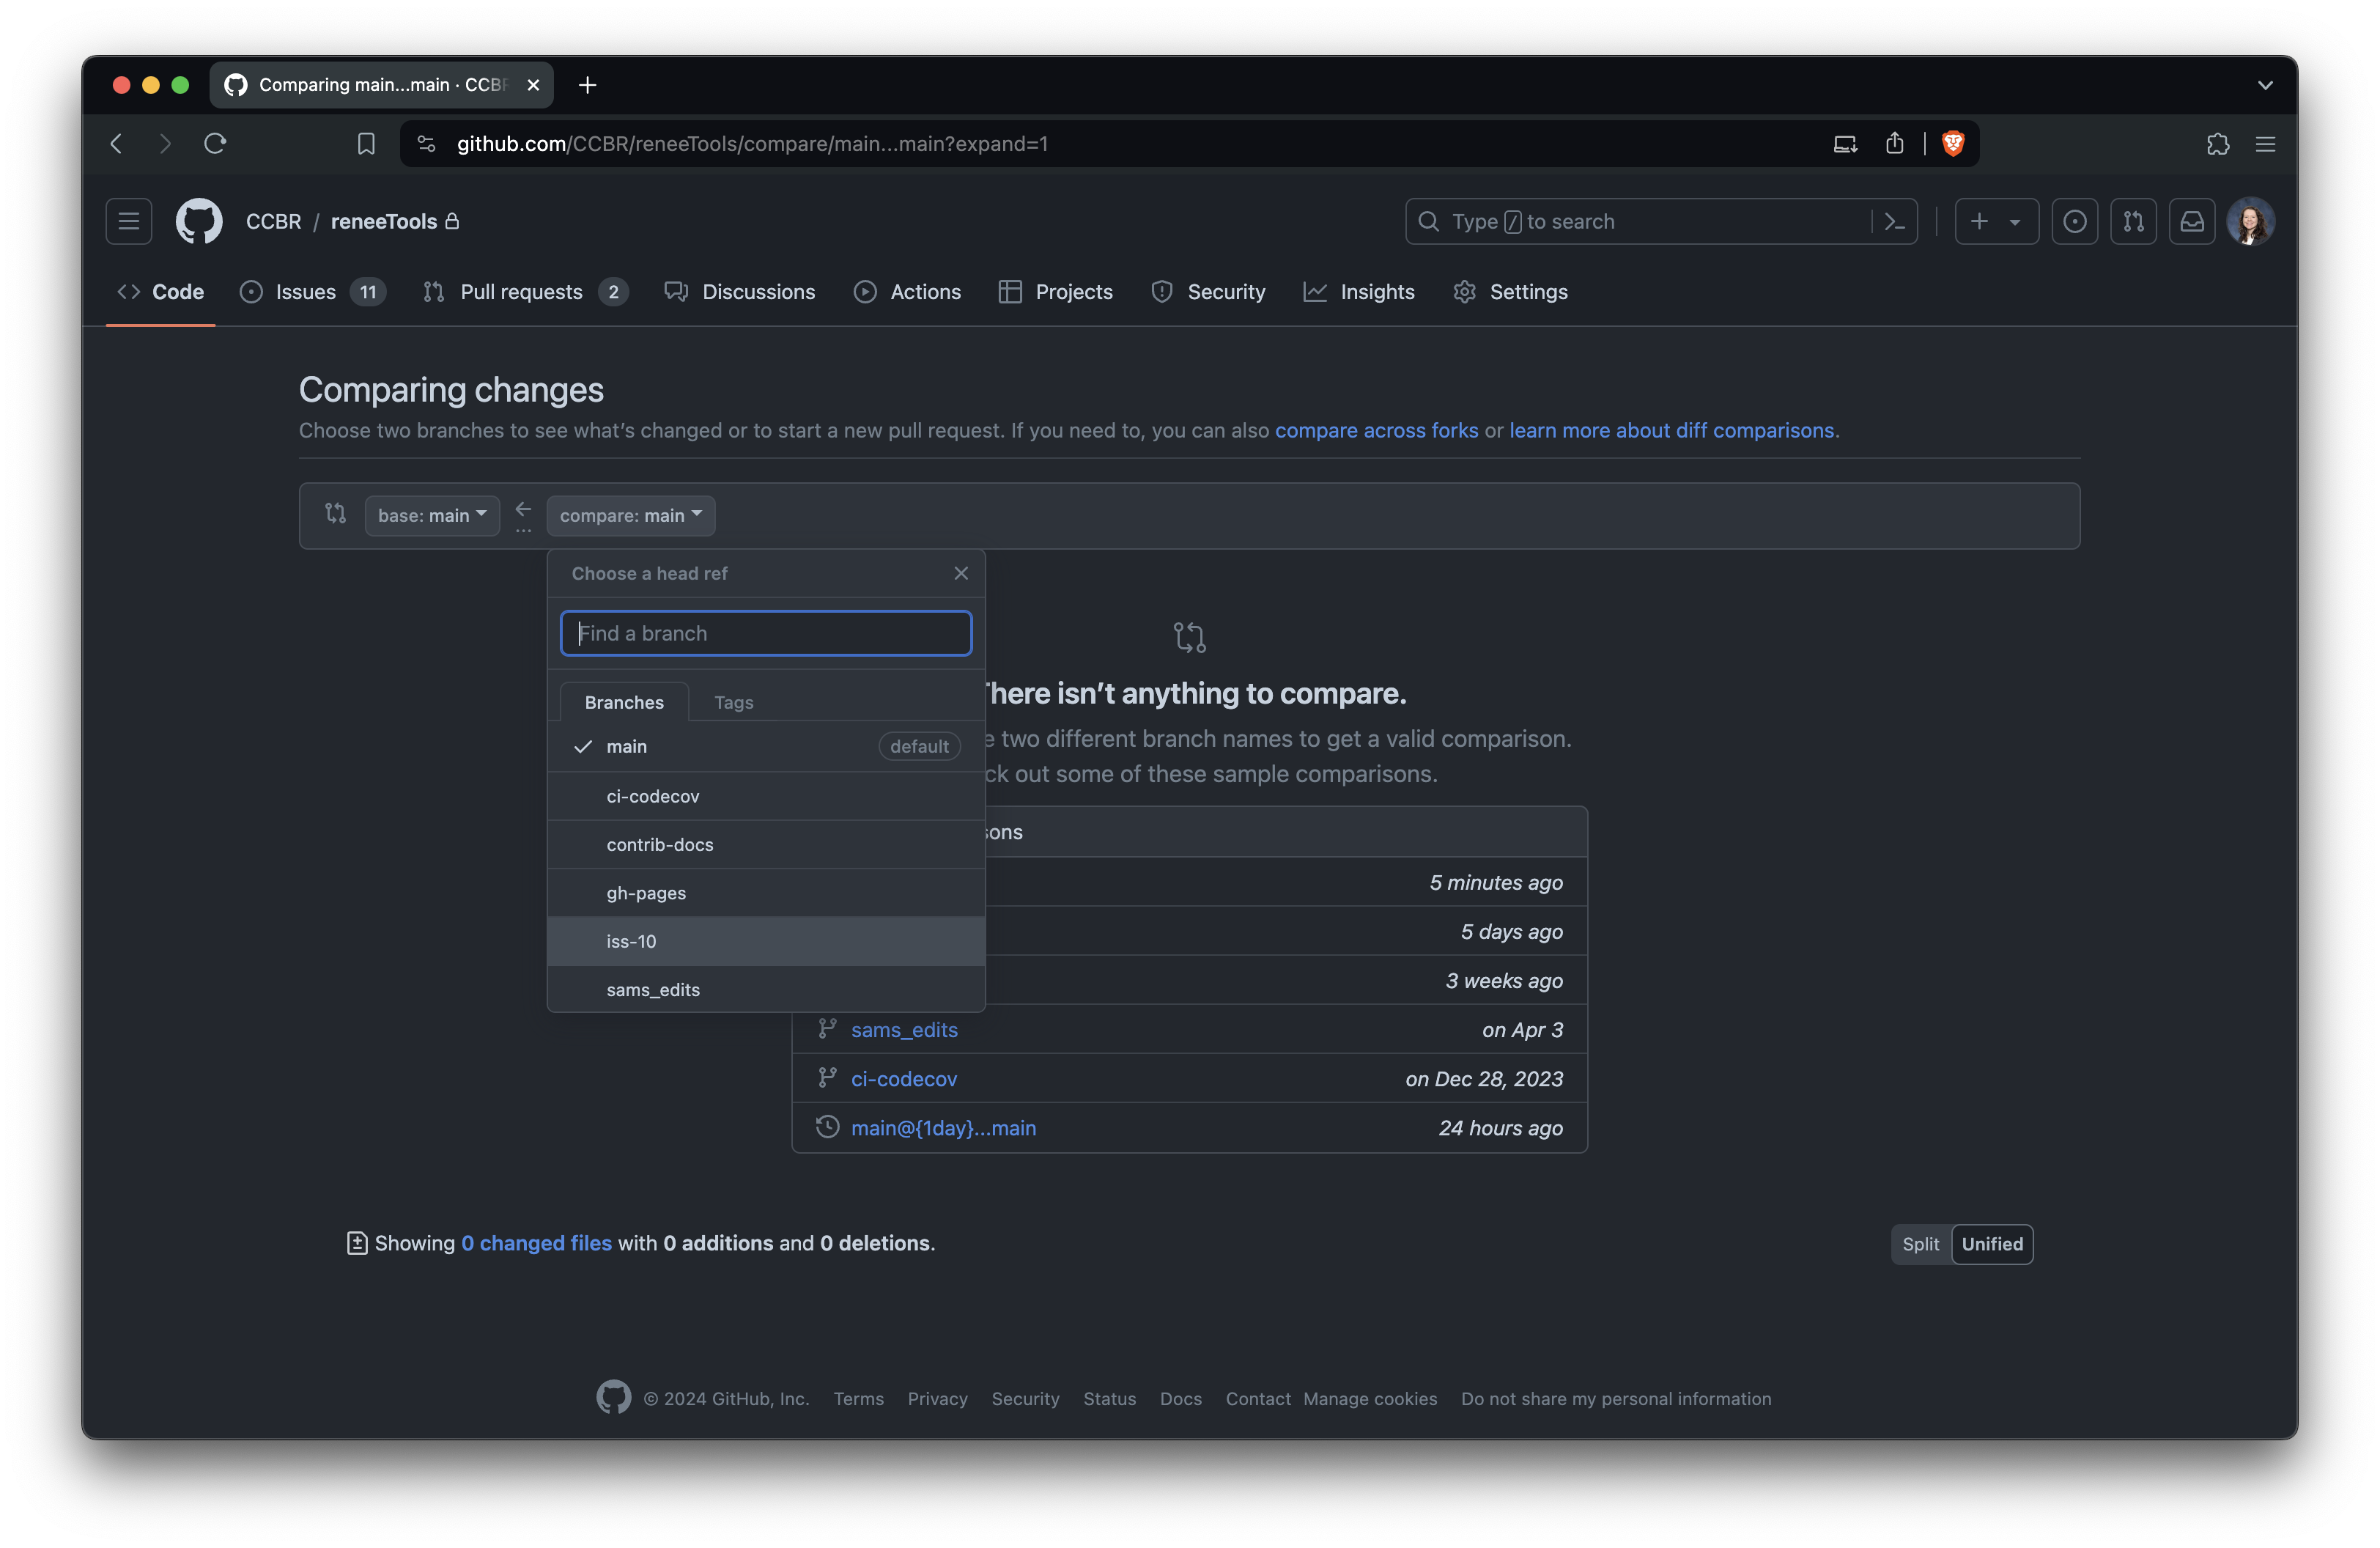 Comparing main...main · CCBR
github.com/CCBR/reneeTools/compare/main...main?expand=1
CCBR / reneeTools
Type / to search
Code Issues 11 Pull requests 2 Discussions Actions Projects Security Insights Settings
Comparing changes
Choose two branches to see what’s changed or to start a new pull request. If you need to, you can also compare across forks or learn more about diff comparisons.
base: main ← ... compare: main
Choose a head ref
Find a branch
Branches Tags
main default
ci-codecov
contrib-docs
gh-pages
iss-10
sams_edits
There isn’t anything to compare.
two different branch names to get a valid comparison.
out some of these sample comparisons.
5 minutes ago
5 days ago
3 weeks ago
sams_edits on Apr 3
ci-codecov on Dec 28, 2023
main@{1day}...main 24 hours ago
Showing 0 changed files with 0 additions and 0 deletions.
Split Unified
© 2024 GitHub, Inc. Terms Privacy Security Status Docs Contact Manage cookies Do not share my personal information